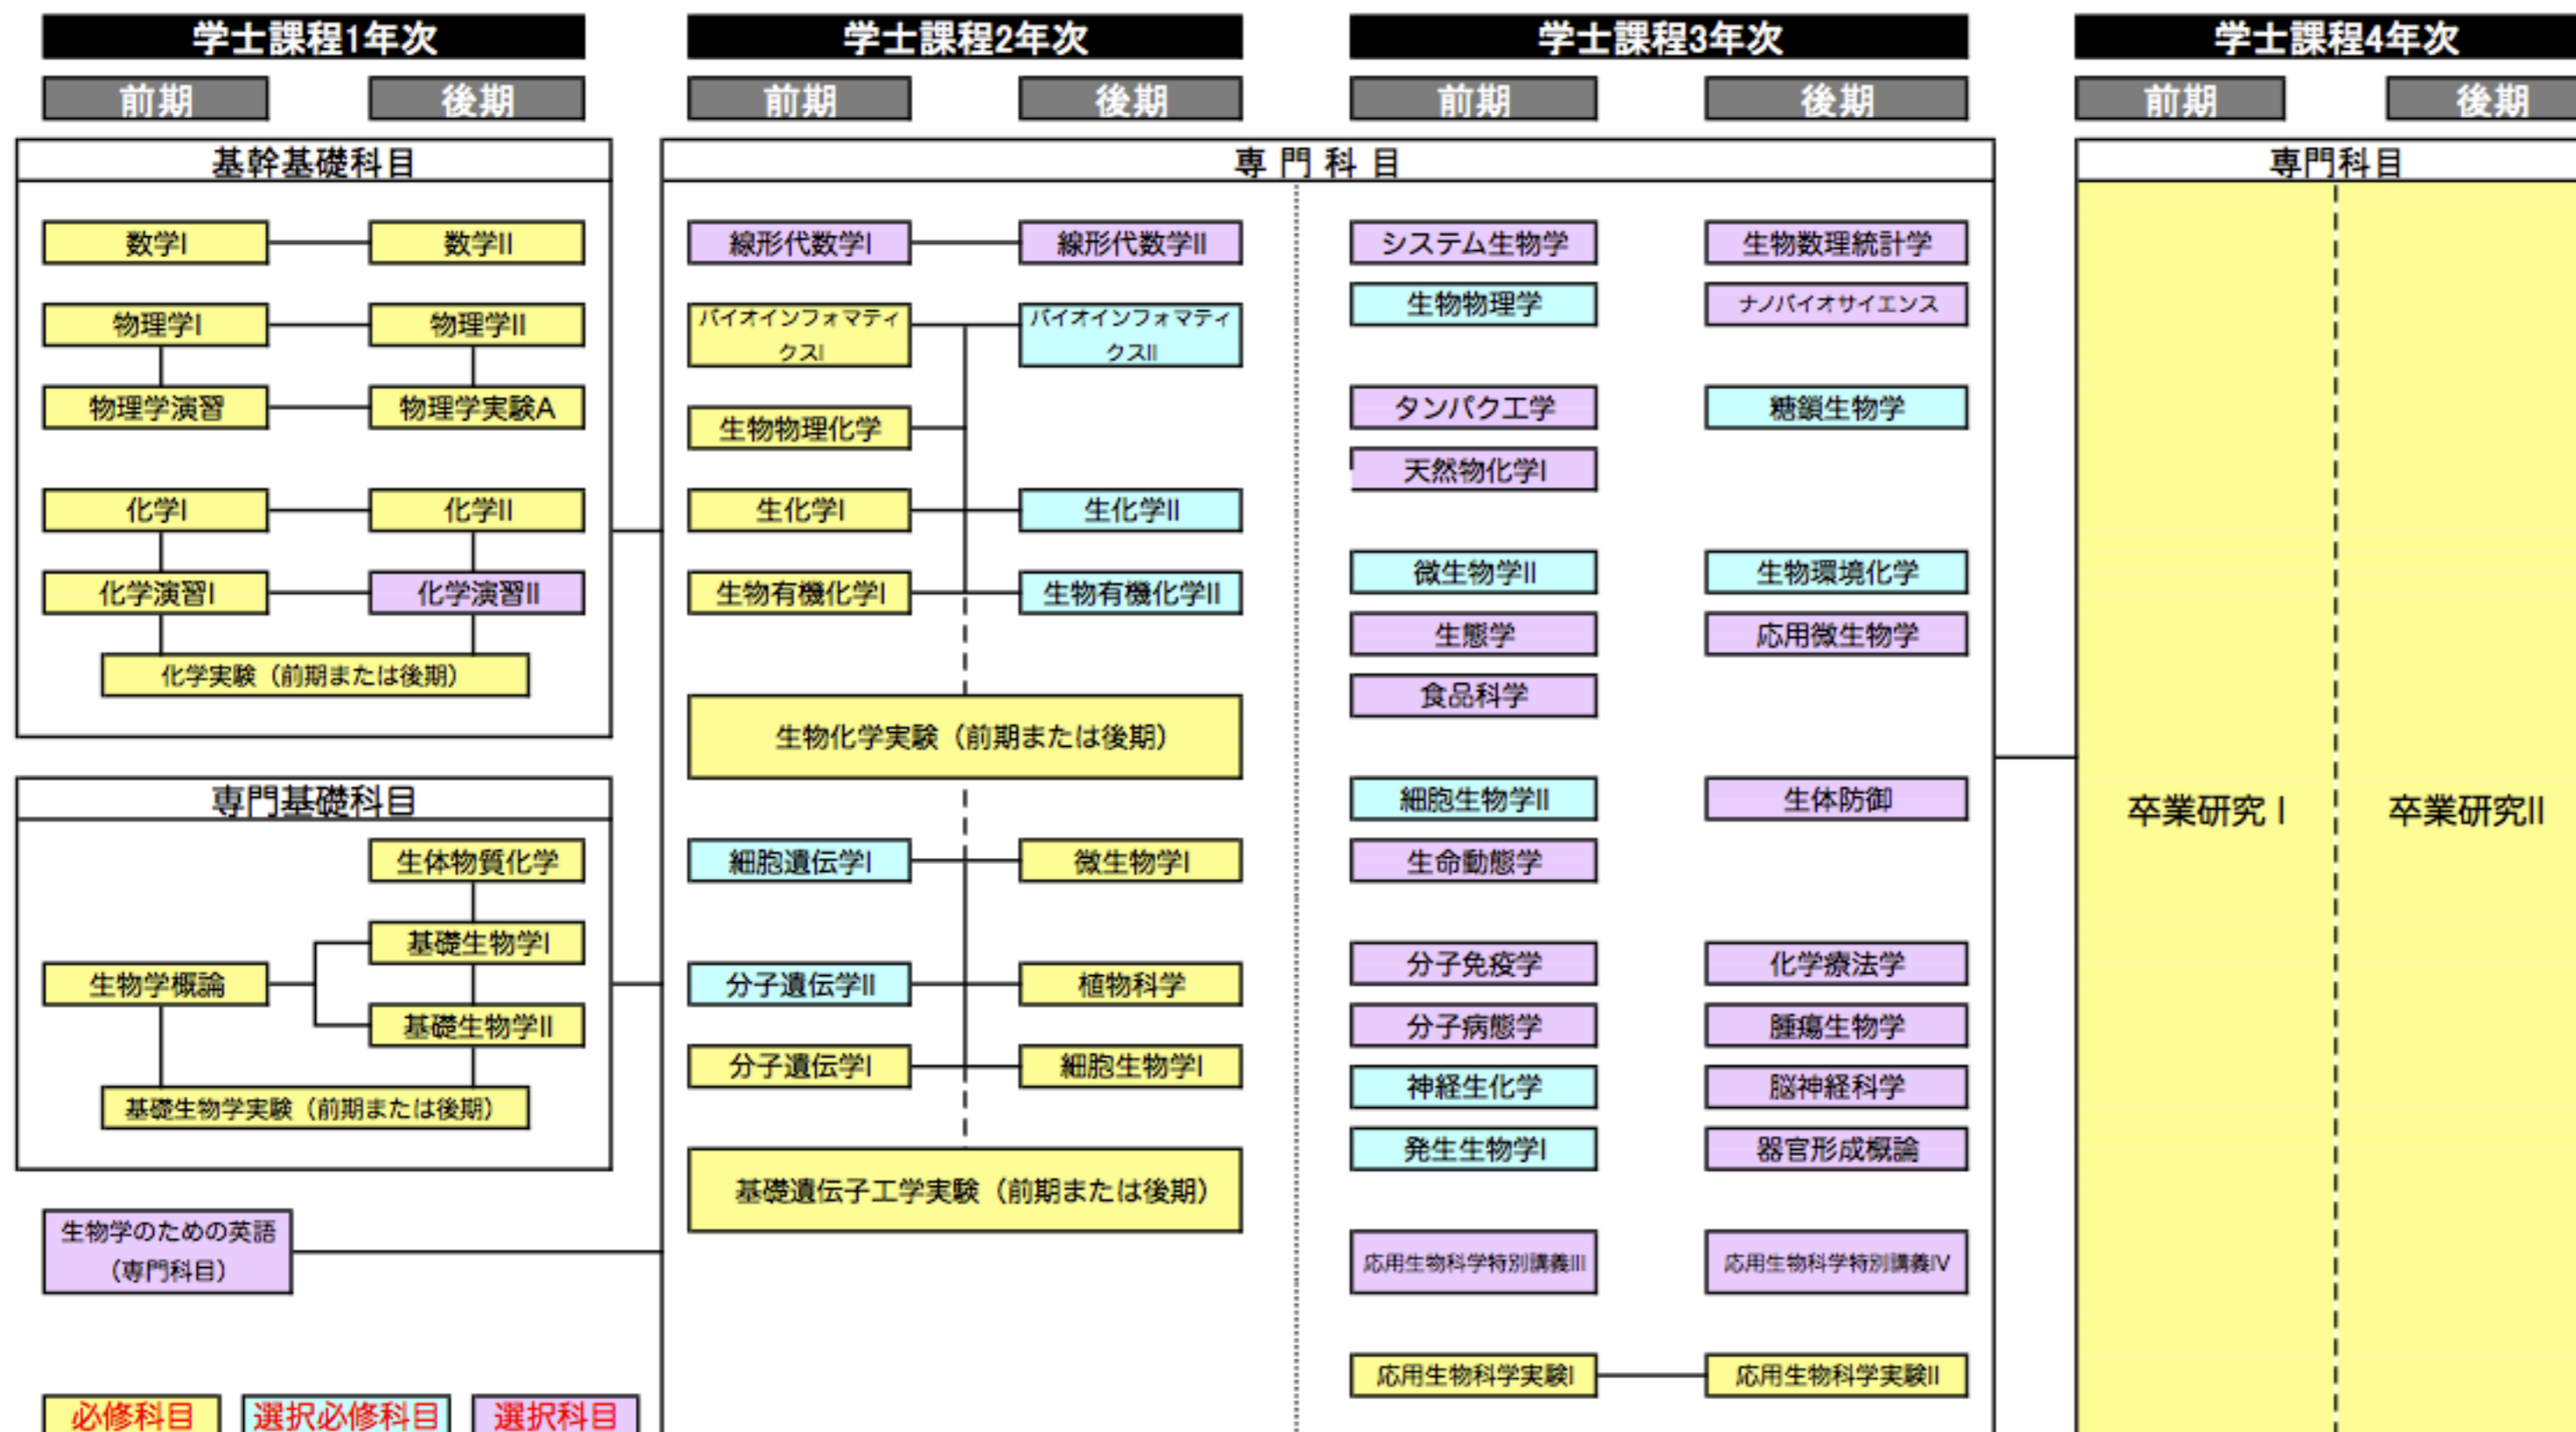 学士課程1年次
学士課程2年次
学士課程3年次
学士課程4年次
前期
後期
前期
後期
前期
後期
前期
後期
基幹基礎科目
数学I
数学II
物理学I
物理学II
物理学演習
物理学実験A
化学I
化学II
化学演習I
化学演習II
化学実験（前期または後期）
専門基礎科目
生体物質化学
基礎生物学I
生物学概論
基礎生物学II
基礎生物学実験（前期または後期）
生物学のための英語
（専門科目）
必修科目
選択必修科目
選択科目
専門科目
線形代数学I
線形代数学II
バイオインフォマティ
クスI
バイオインフォマティ
クスII
生物物理化学
生化学I
生化学II
生物有機化学I
生物有機化学II
生物化学実験（前期または後期）
細胞遺伝学I
微生物学I
分子遺伝学II
植物科学
分子遺伝学I
細胞生物学I
基礎遺伝子工学実験（前期または後期）
システム生物学
生物数理統計学
生物物理学
ナノバイオサイエンス
タンパク工学
糖鎖生物学
天然物化学I
微生物学II
生物環境化学
生態学
応用微生物学
食品科学
細胞生物学II
生体防御
生命動態学
分子免疫学
化学療法学
分子病態学
腫瘍生物学
神経生化学
脳神経科学
発生生物学I
器官形成概論
応用生物科学特別講義III
応用生物科学特別講義IV
応用生物科学実験I
応用生物科学実験II
専門科目
卒業研究 I
卒業研究II